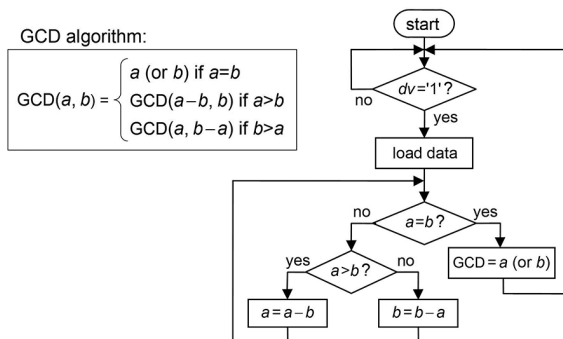 GCD algorithm:
GCD(a, b) =
a (or b) if a=b
GCD(a−b, b) if a>b
GCD(a, b−a) if b>a
start
dv='1'?
no
yes
load data
no
a=b?
yes
yes
a>b?
no
GCD = a (or b)
a = a − b
b = b − a